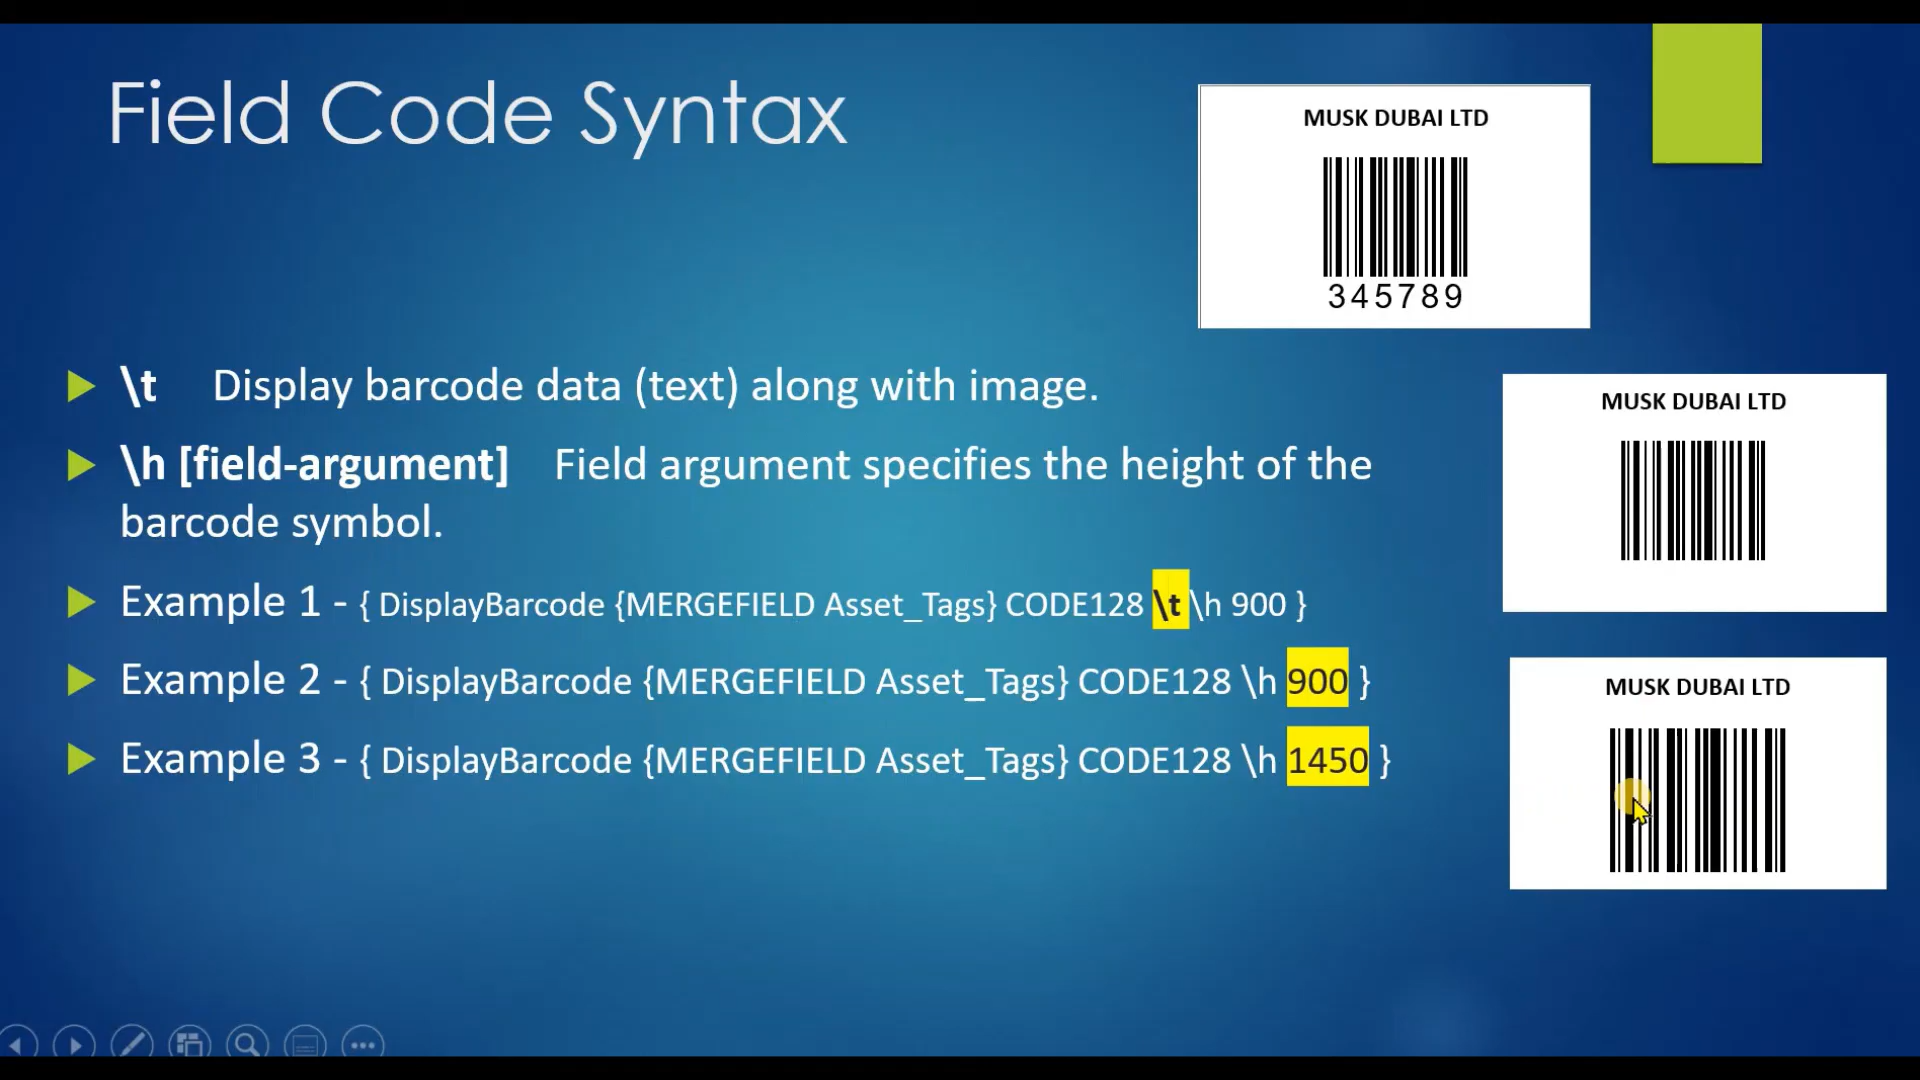 Field Code Syntax
MUSK DUBAI LTD
345789
\t Display barcode data (text) along with image.
\h [field-argument] Field argument specifies the height of the
barcode symbol.
Example 1 - { DisplayBarcode {MERGEFIELD Asset_Tags} CODE128 \t \h 900 }
Example 2 - { DisplayBarcode {MERGEFIELD Asset_Tags} CODE128 \h 900 }
Example 3 - { DisplayBarcode {MERGEFIELD Asset_Tags} CODE128 \h 1450 }
MUSK DUBAI LTD
MUSK DUBAI LTD